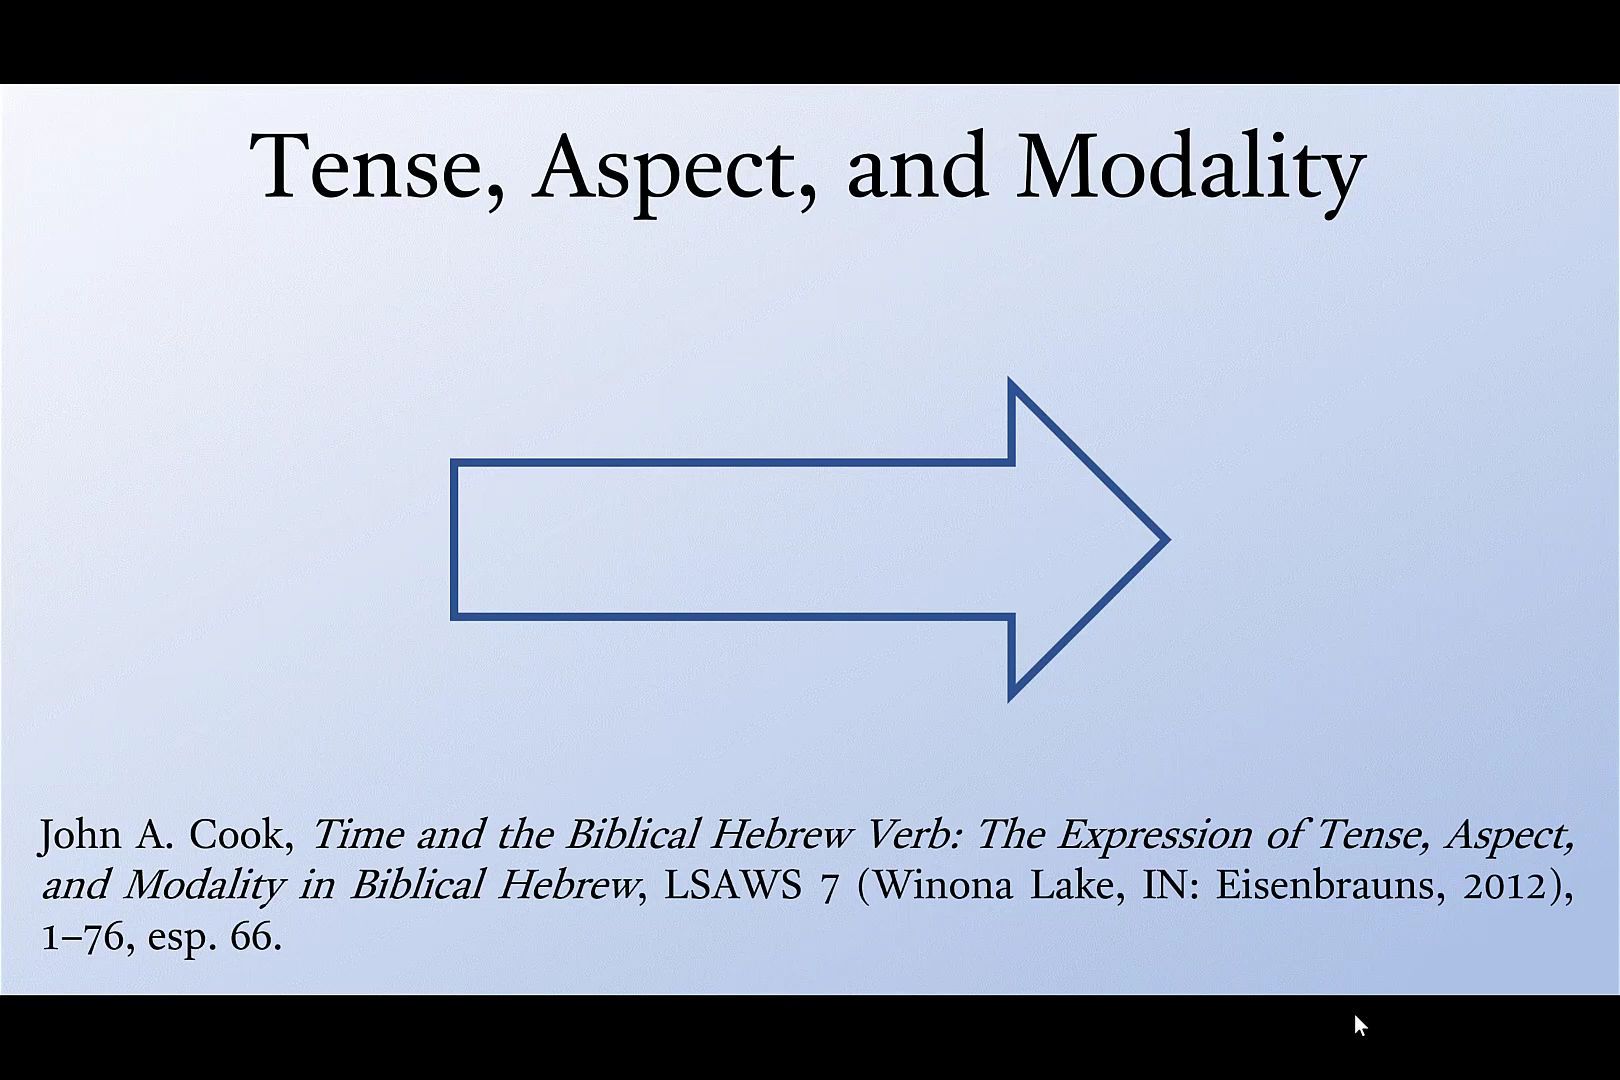 Tense, Aspect, and Modality
John A. Cook, Time and the Biblical Hebrew Verb: The Expression of Tense, Aspect,
and Modality in Biblical Hebrew, LSAWS 7 (Winona Lake, IN: Eisenbrauns, 2012),
1–76, esp. 66.